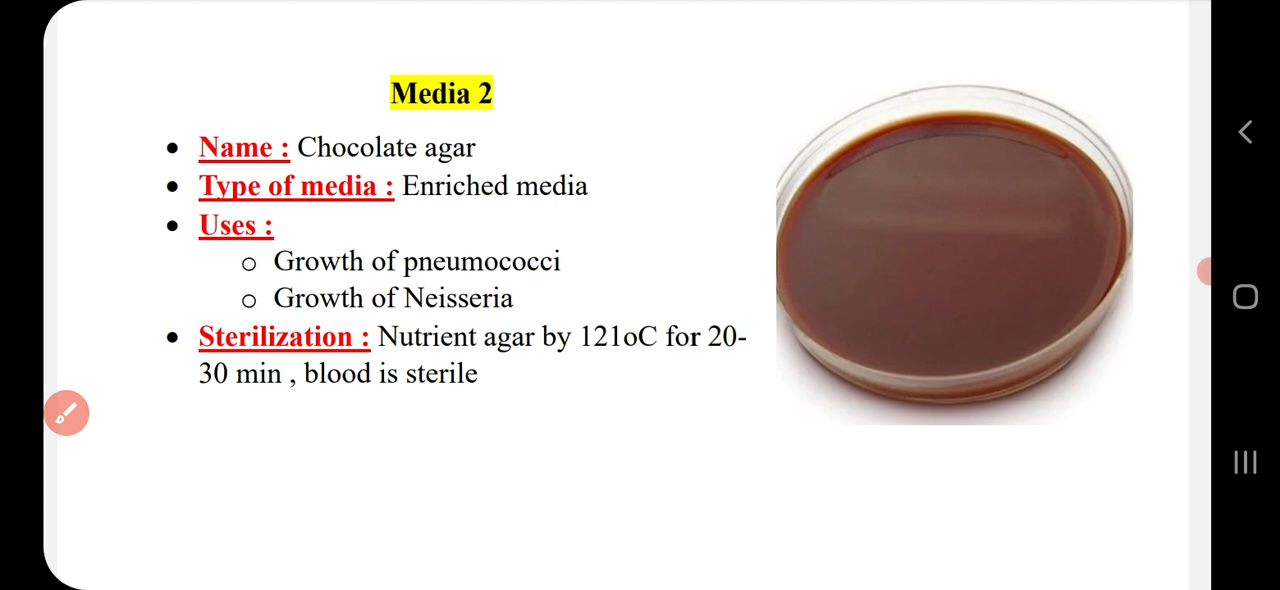 Media 2
• Name : Chocolate agar
• Type of media : Enriched media
• Uses :
o Growth of pneumococci
o Growth of Neisseria
• Sterilization : Nutrient agar by 121oC for 20-
30 min , blood is sterile